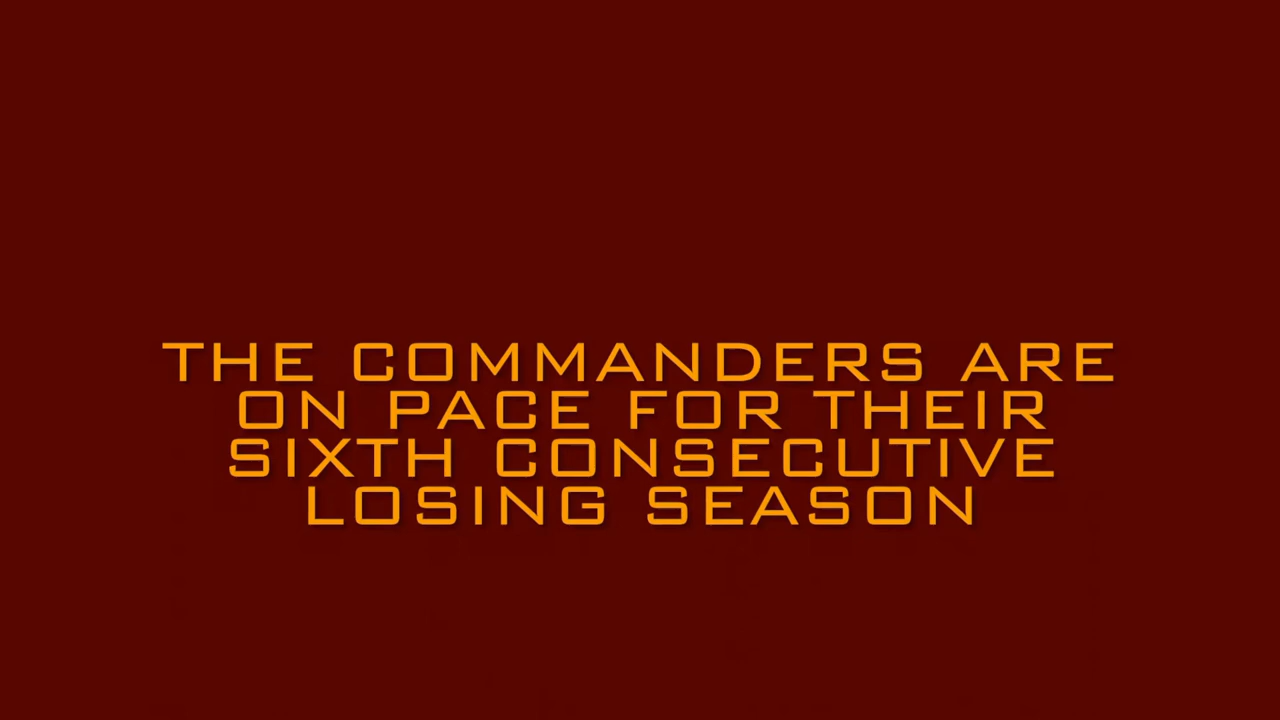 THE COMMANDERS ARE
ON PACE FOR THEIR
SIXTH CONSECUTIVE
LOSING SEASON